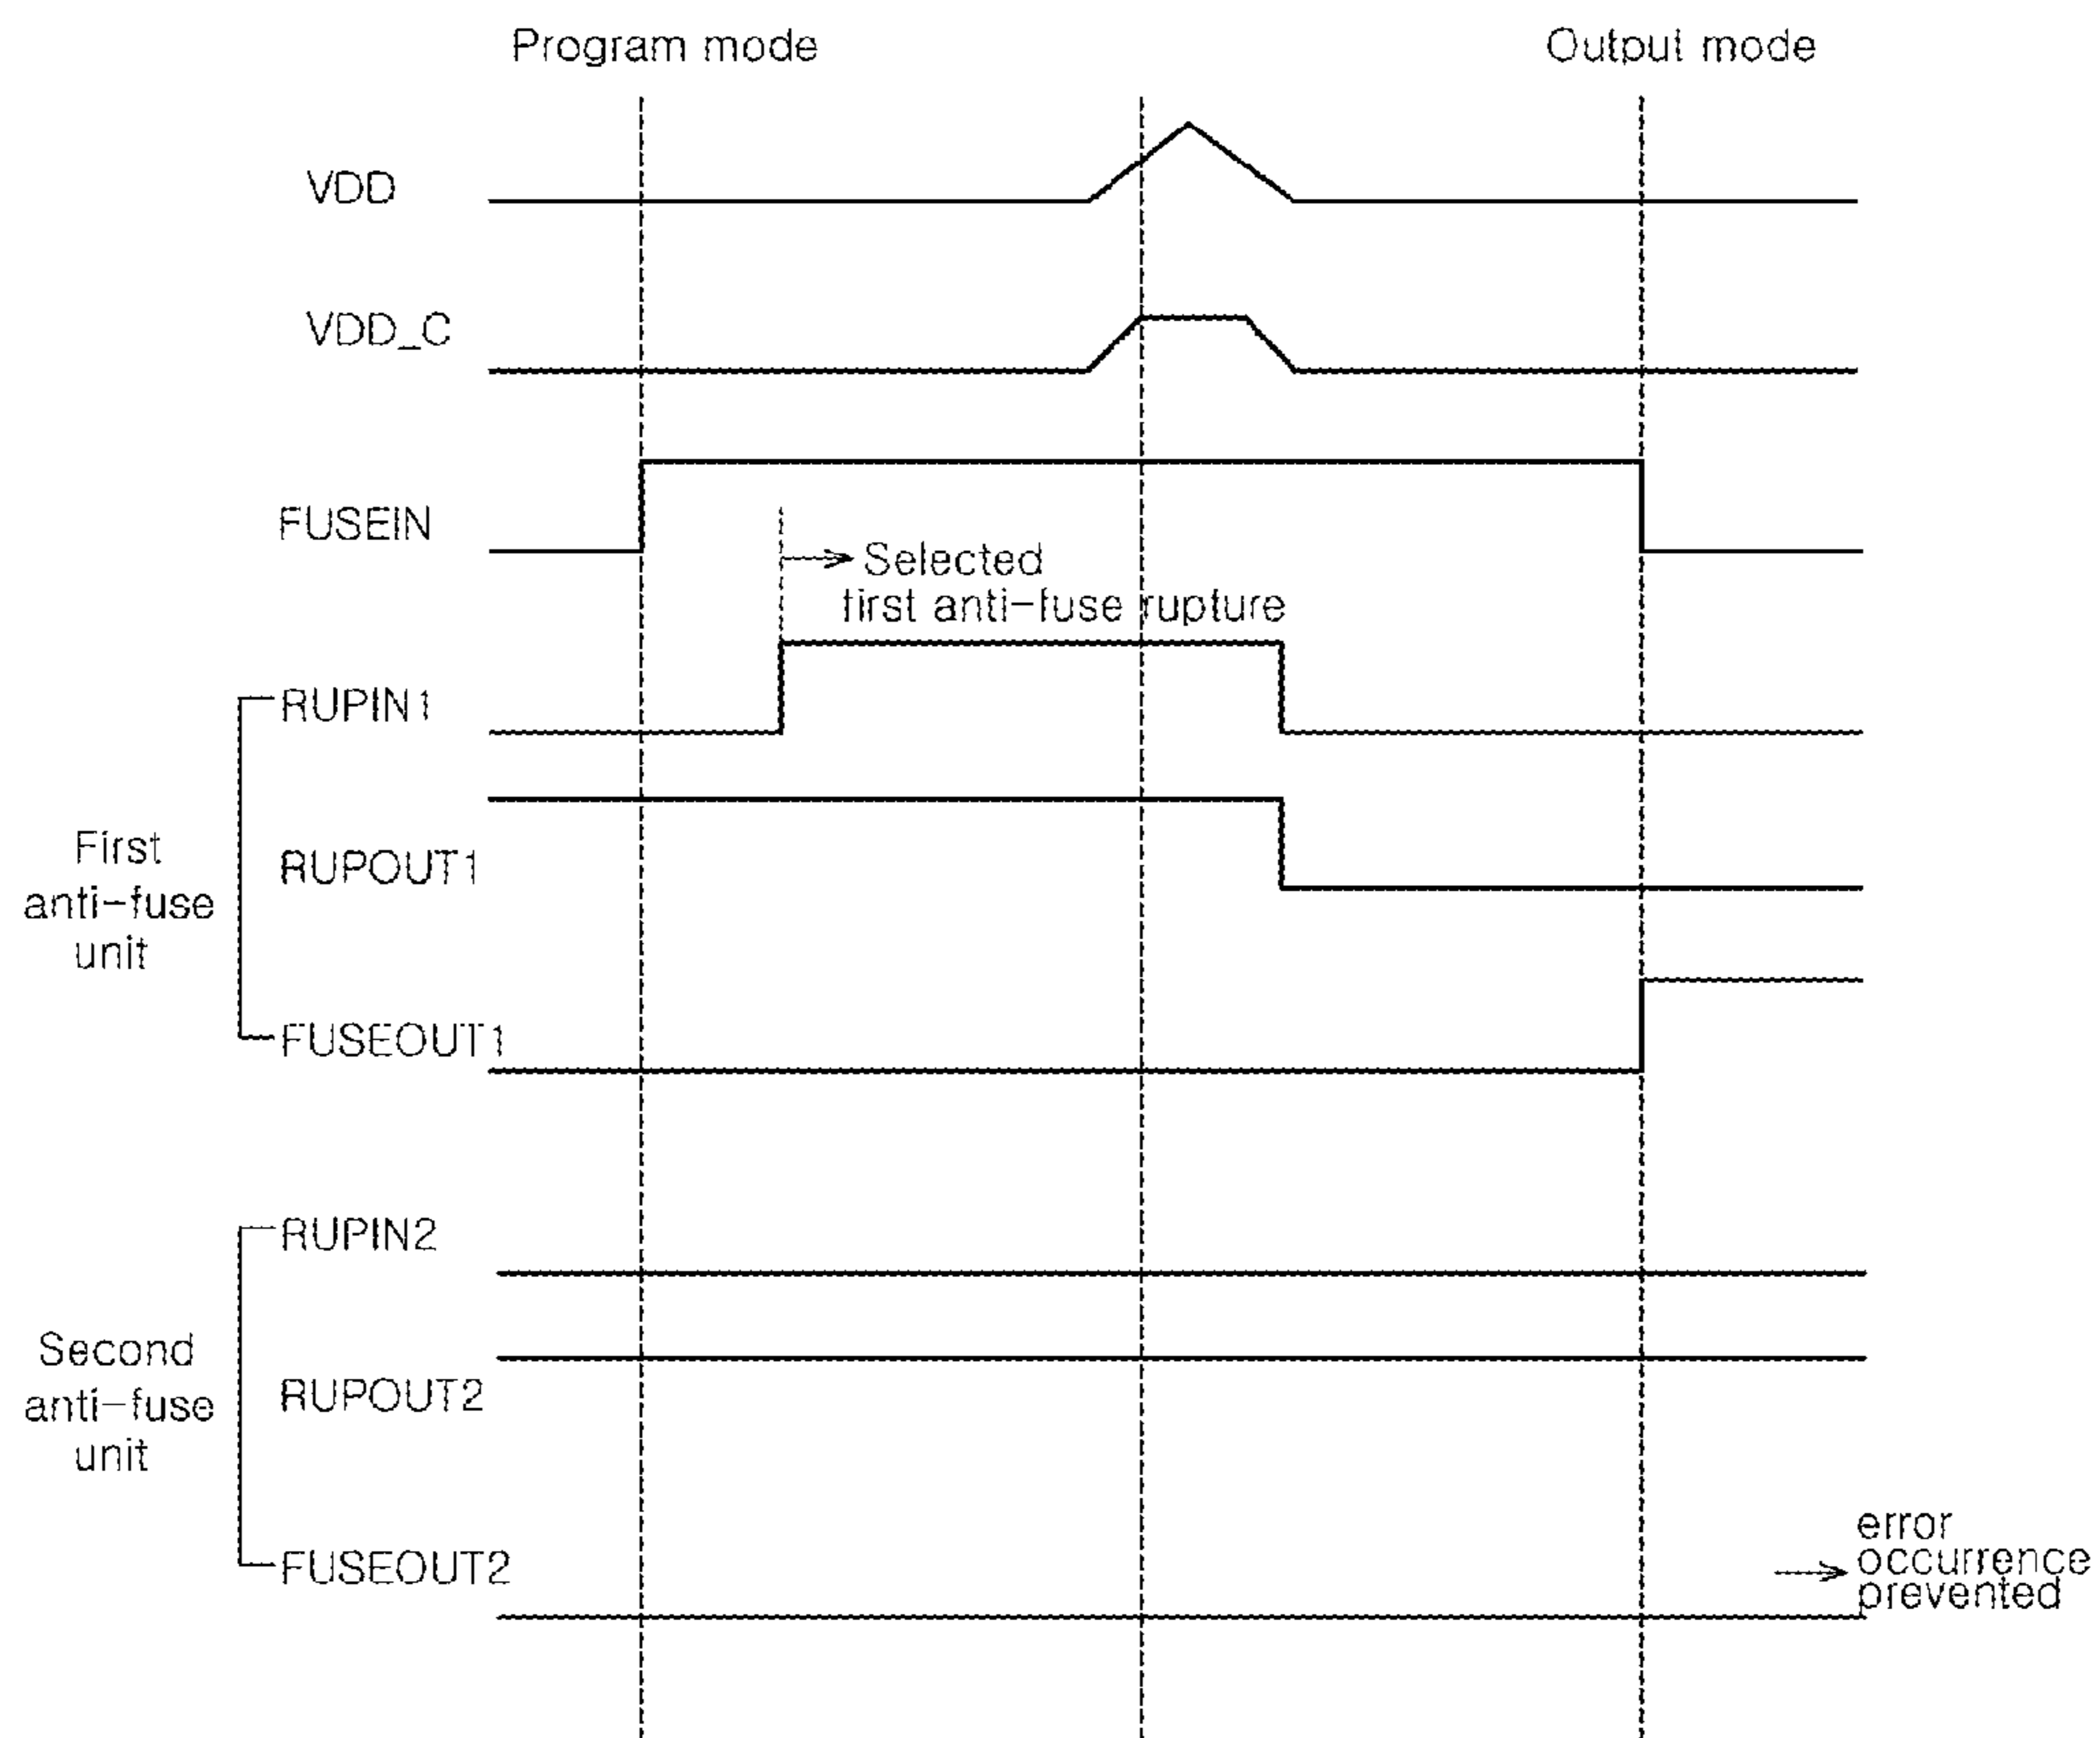 Program mode
Output mode
VDD
VDD_C
FUSEIN
Selected
first anti-fuse rupture
RUPIN1
First
anti-fuse
unit
RUPOUT1
FUSEOUT1
RUPIN2
Second
anti-fuse
unit
RUPOUT2
FUSEOUT2
error
occurrence
prevented